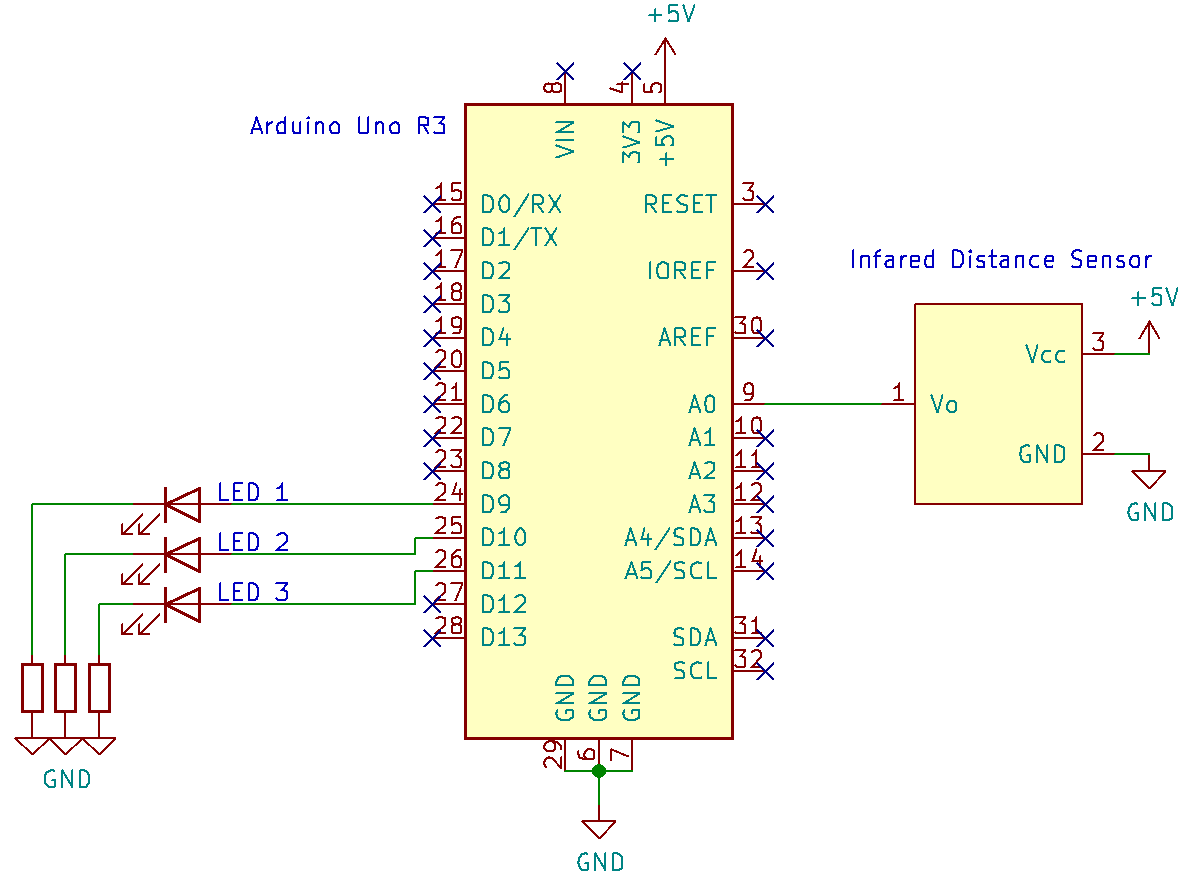 +5V
8
4
5
Arduino Uno R3
VIN
3V3
+5V
15 D0/RX
RESET 3
16 D1/TX
17 D2
IOREF 2
Infared Distance Sensor
18 D3
+5V
19 D4
AREF 30
Vcc 3
20 D5
21 D6
A0 9
1 Vo
22 D7
A1 10
23 D8
A2 11
GND 2
LED 1
24 D9
A3 12
GND
LED 2
25 D10
A4/SDA 13
26 D11
A5/SCL 14
LED 3
27 D12
28 D13
SDA 31
SCL 32
GND
GND
GND
29
6
7
GND
GND